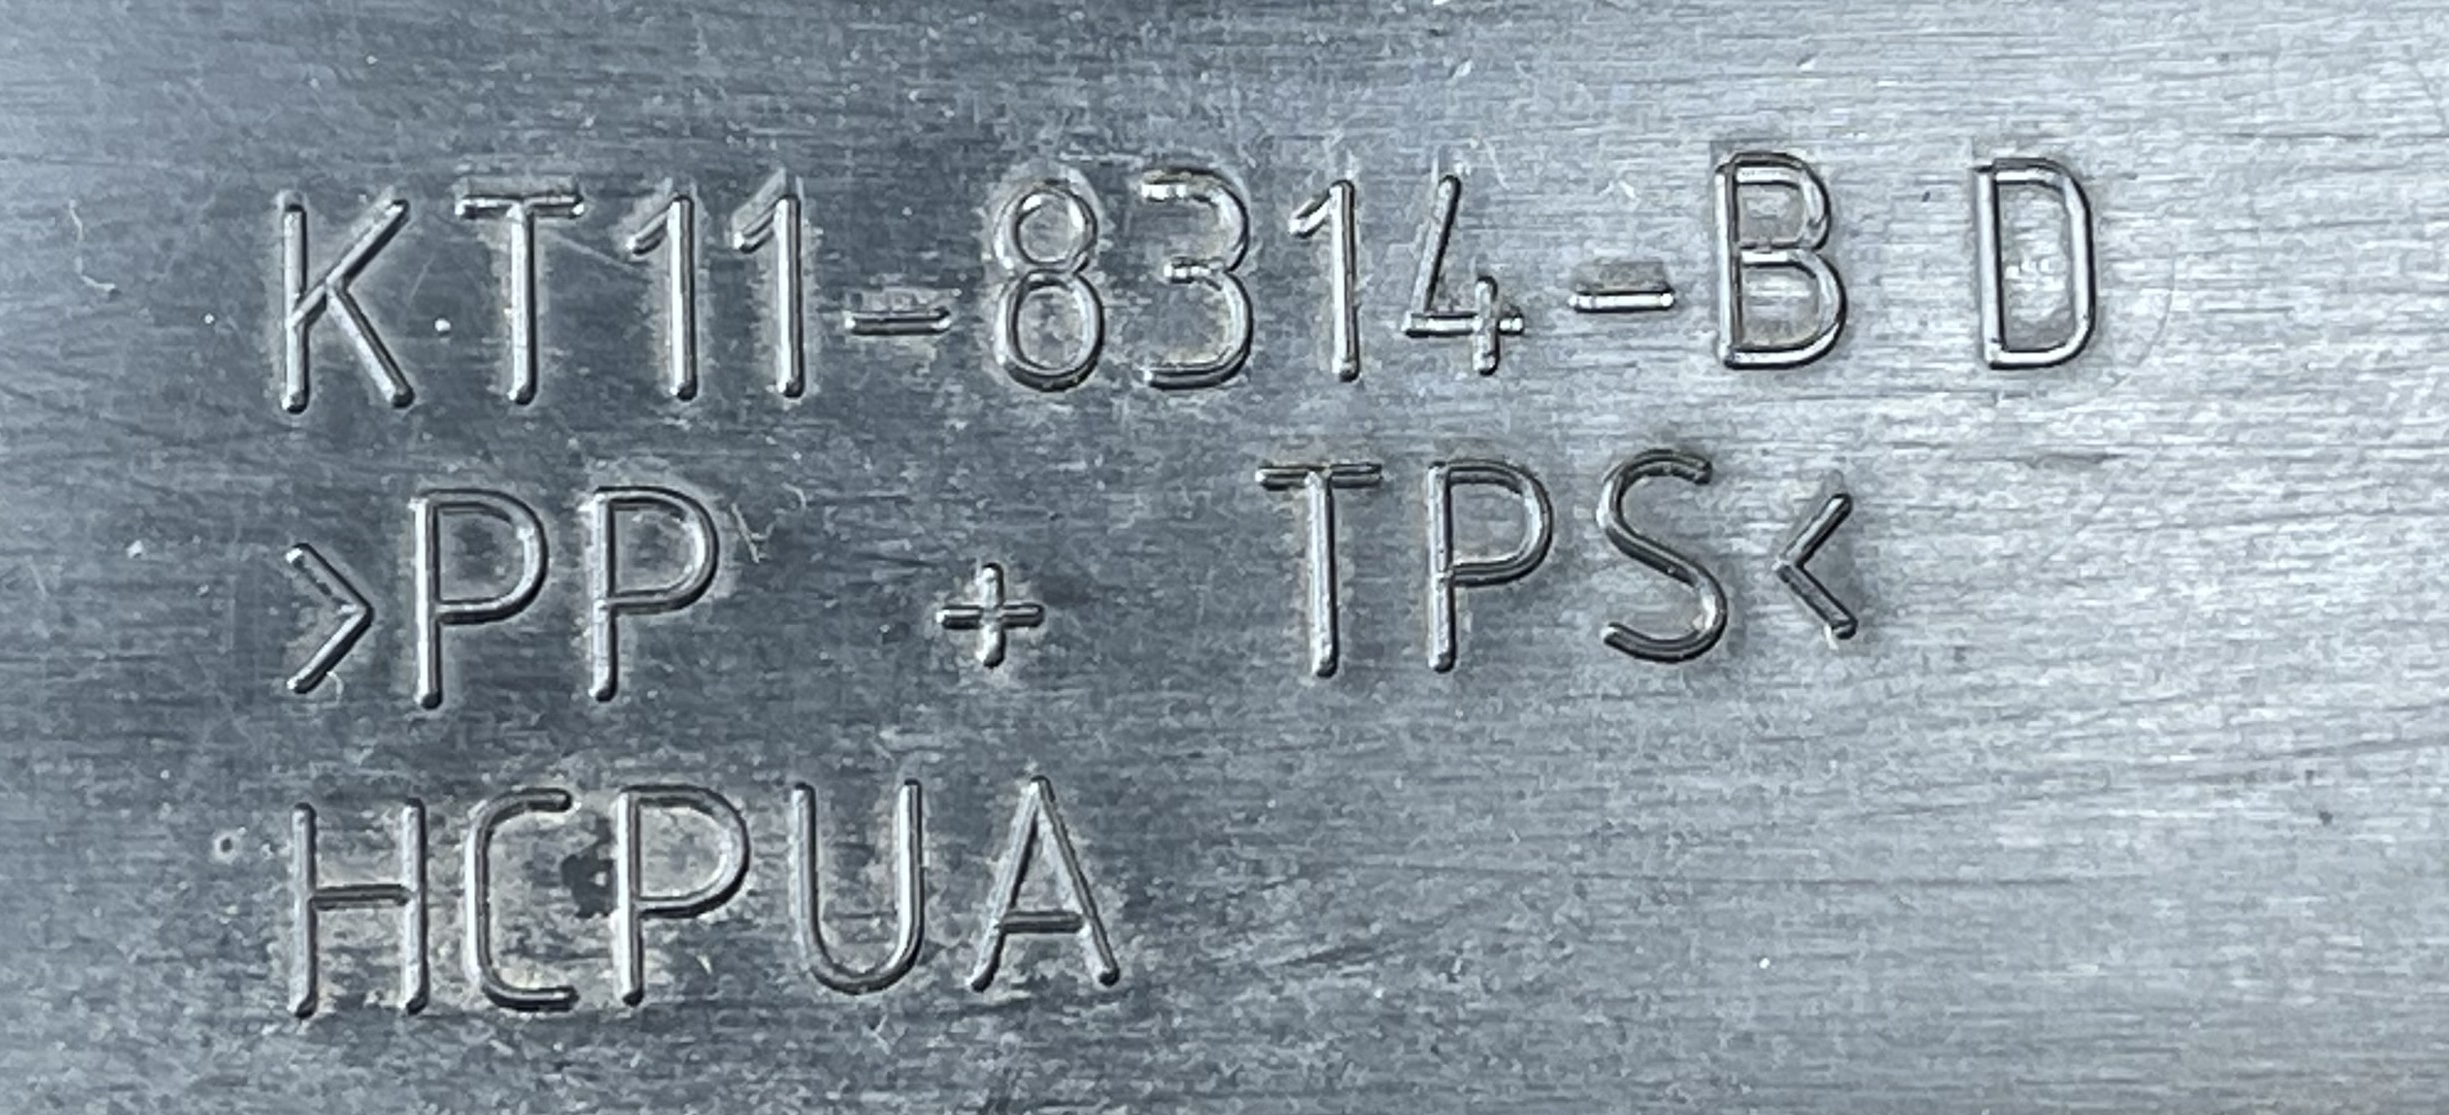 KT11-8314-B D
>PP + TPS<
HCPUA